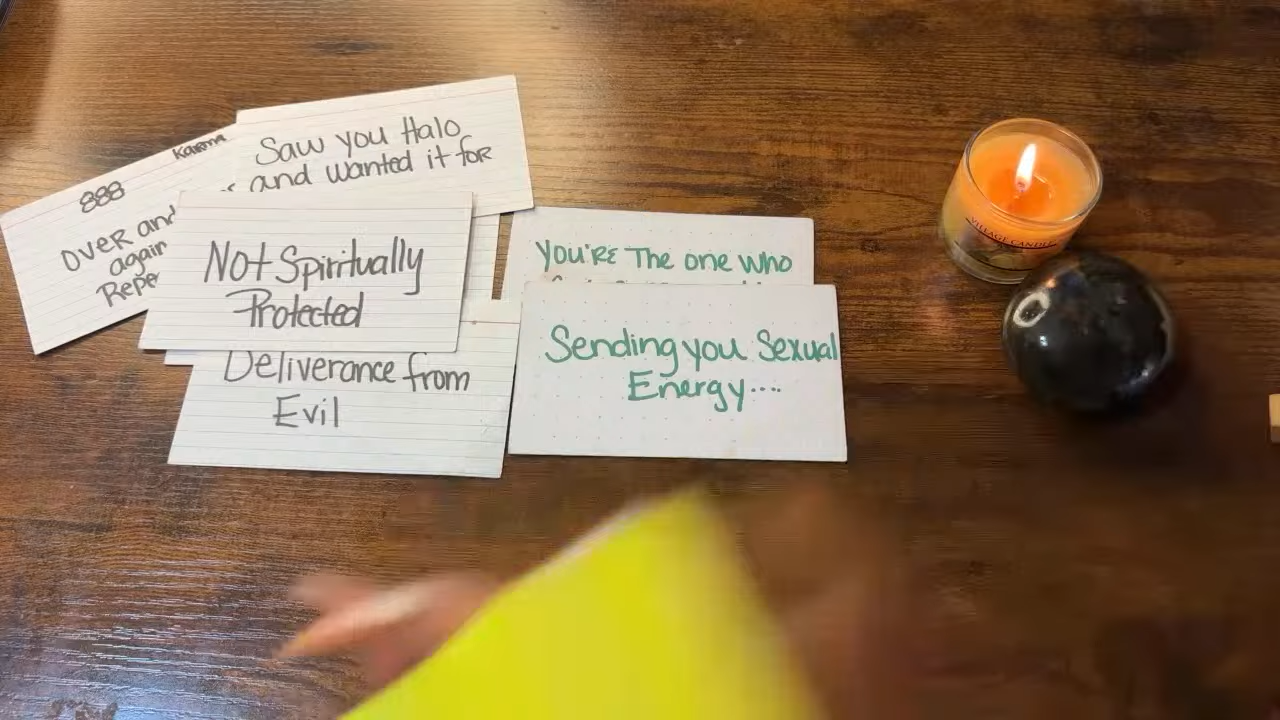 Karma
888
OVER and
again
Repe
Saw you Halo
and wanted it for
Not Spiritually
Protected
Deliverance from
Evil
You're The one who
Sending you Sexual
Energy....
VILLAGE CANDLE